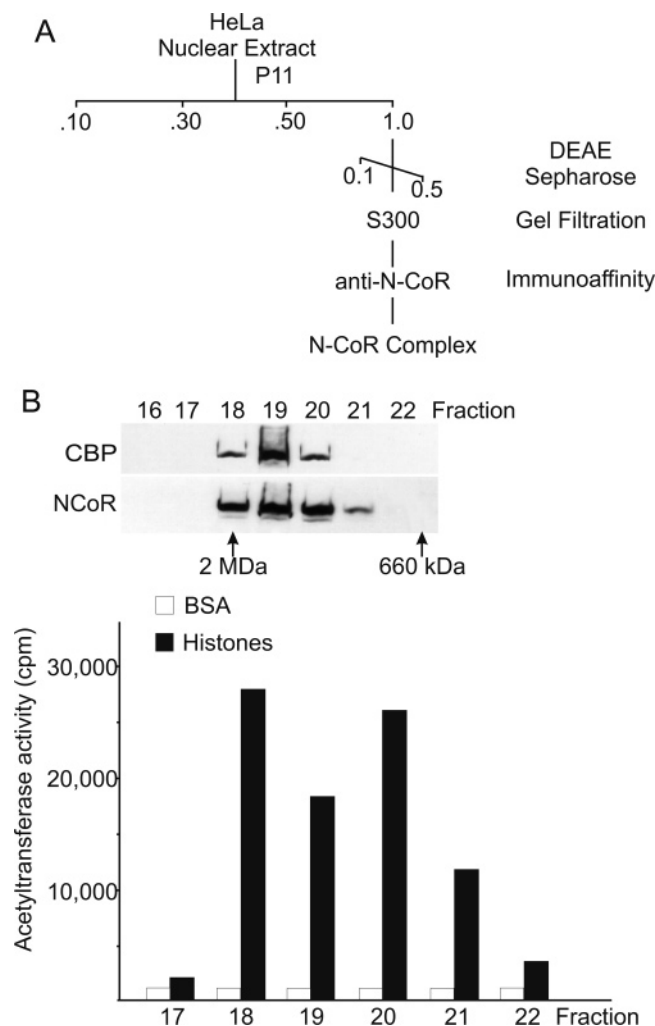 A
HeLa
Nuclear Extract
P11
.10 .30 .50 1.0
0.1 0.5
DEAE
Sepharose
S300 Gel Filtration
anti-N-CoR Immunoaffinity
N-CoR Complex
B
16 17 18 19 20 21 22 Fraction
CBP
NCoR
2 MDa 660 kDa
BSA
Histones
Acetyltransferase activity (cpm)
30,000
20,000
10,000
17 18 19 20 21 22 Fraction